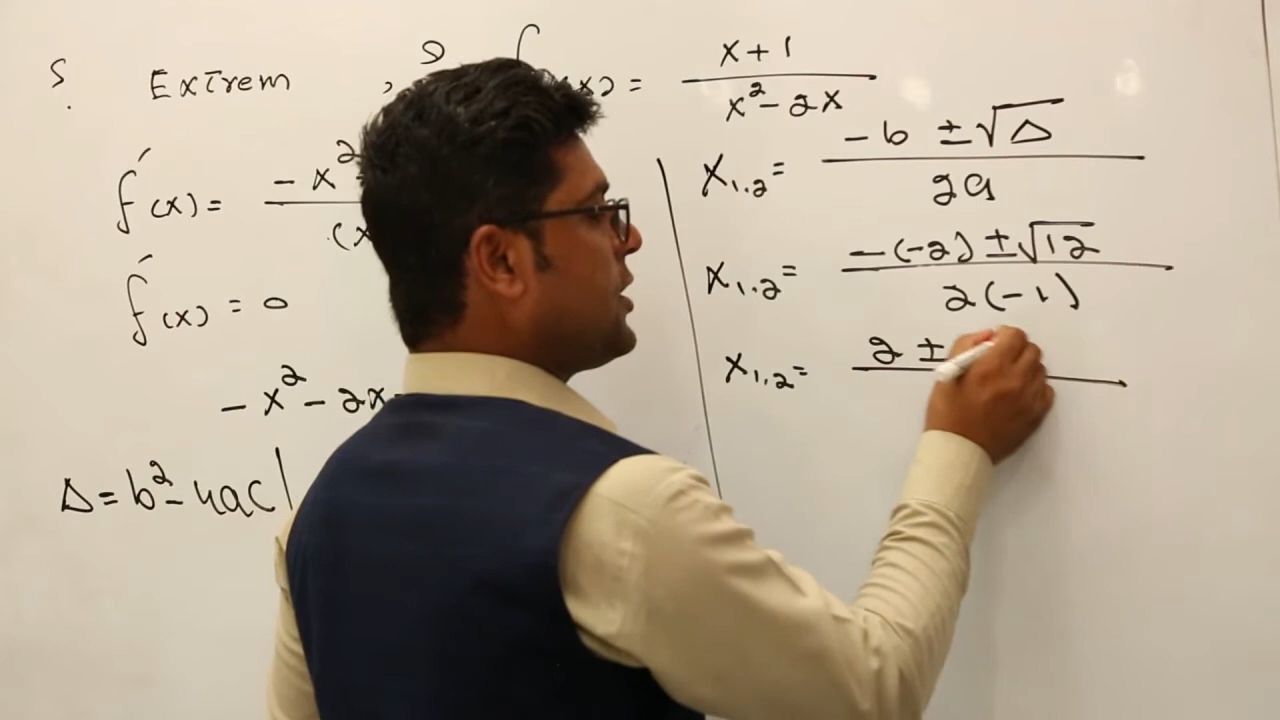 S. Extrem , D f(x) = x+1 / x²-2x
f´(x) = -x² / (x
f´(x) = 0
-x² - 2x
Δ = b² - 4ac
x₁.₂ = -b ±√Δ / 2a
x₁.₂ = -(-2) ±√12 / 2(-1)
x₁.₂ = 2 ±